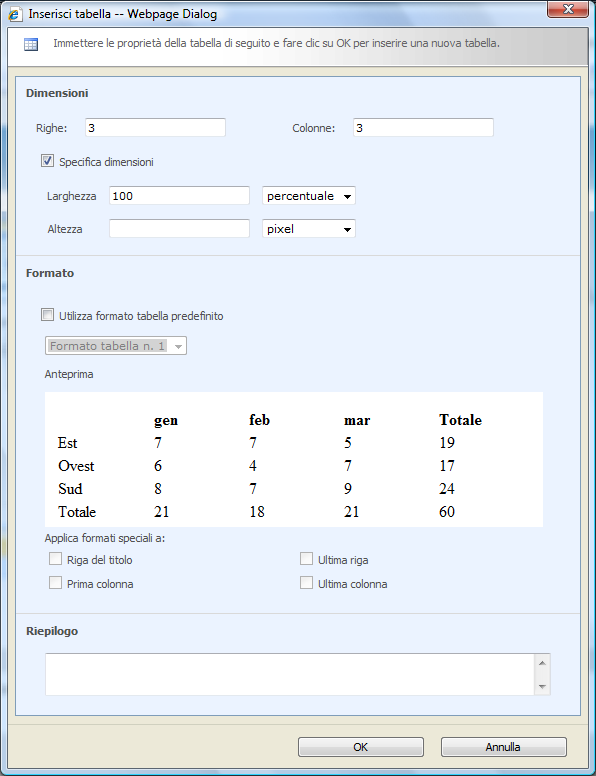 Inserisci tabella -- Webpage Dialog
Immettere le proprietà della tabella di seguito e fare clic su OK per inserire una nuova tabella.
Dimensioni
Righe: 3 Colonne: 3
Specifica dimensioni
Larghezza 100 percentuale
Altezza pixel
Formato
Utilizza formato tabella predefinito
Formato tabella n. 1
Anteprima
gen feb mar Totale
Est 7 7 5 19
Ovest 6 4 7 17
Sud 8 7 9 24
Totale 21 18 21 60
Applica formati speciali a:
Riga del titolo Ultima riga
Prima colonna Ultima colonna
Riepilogo
OK Annulla